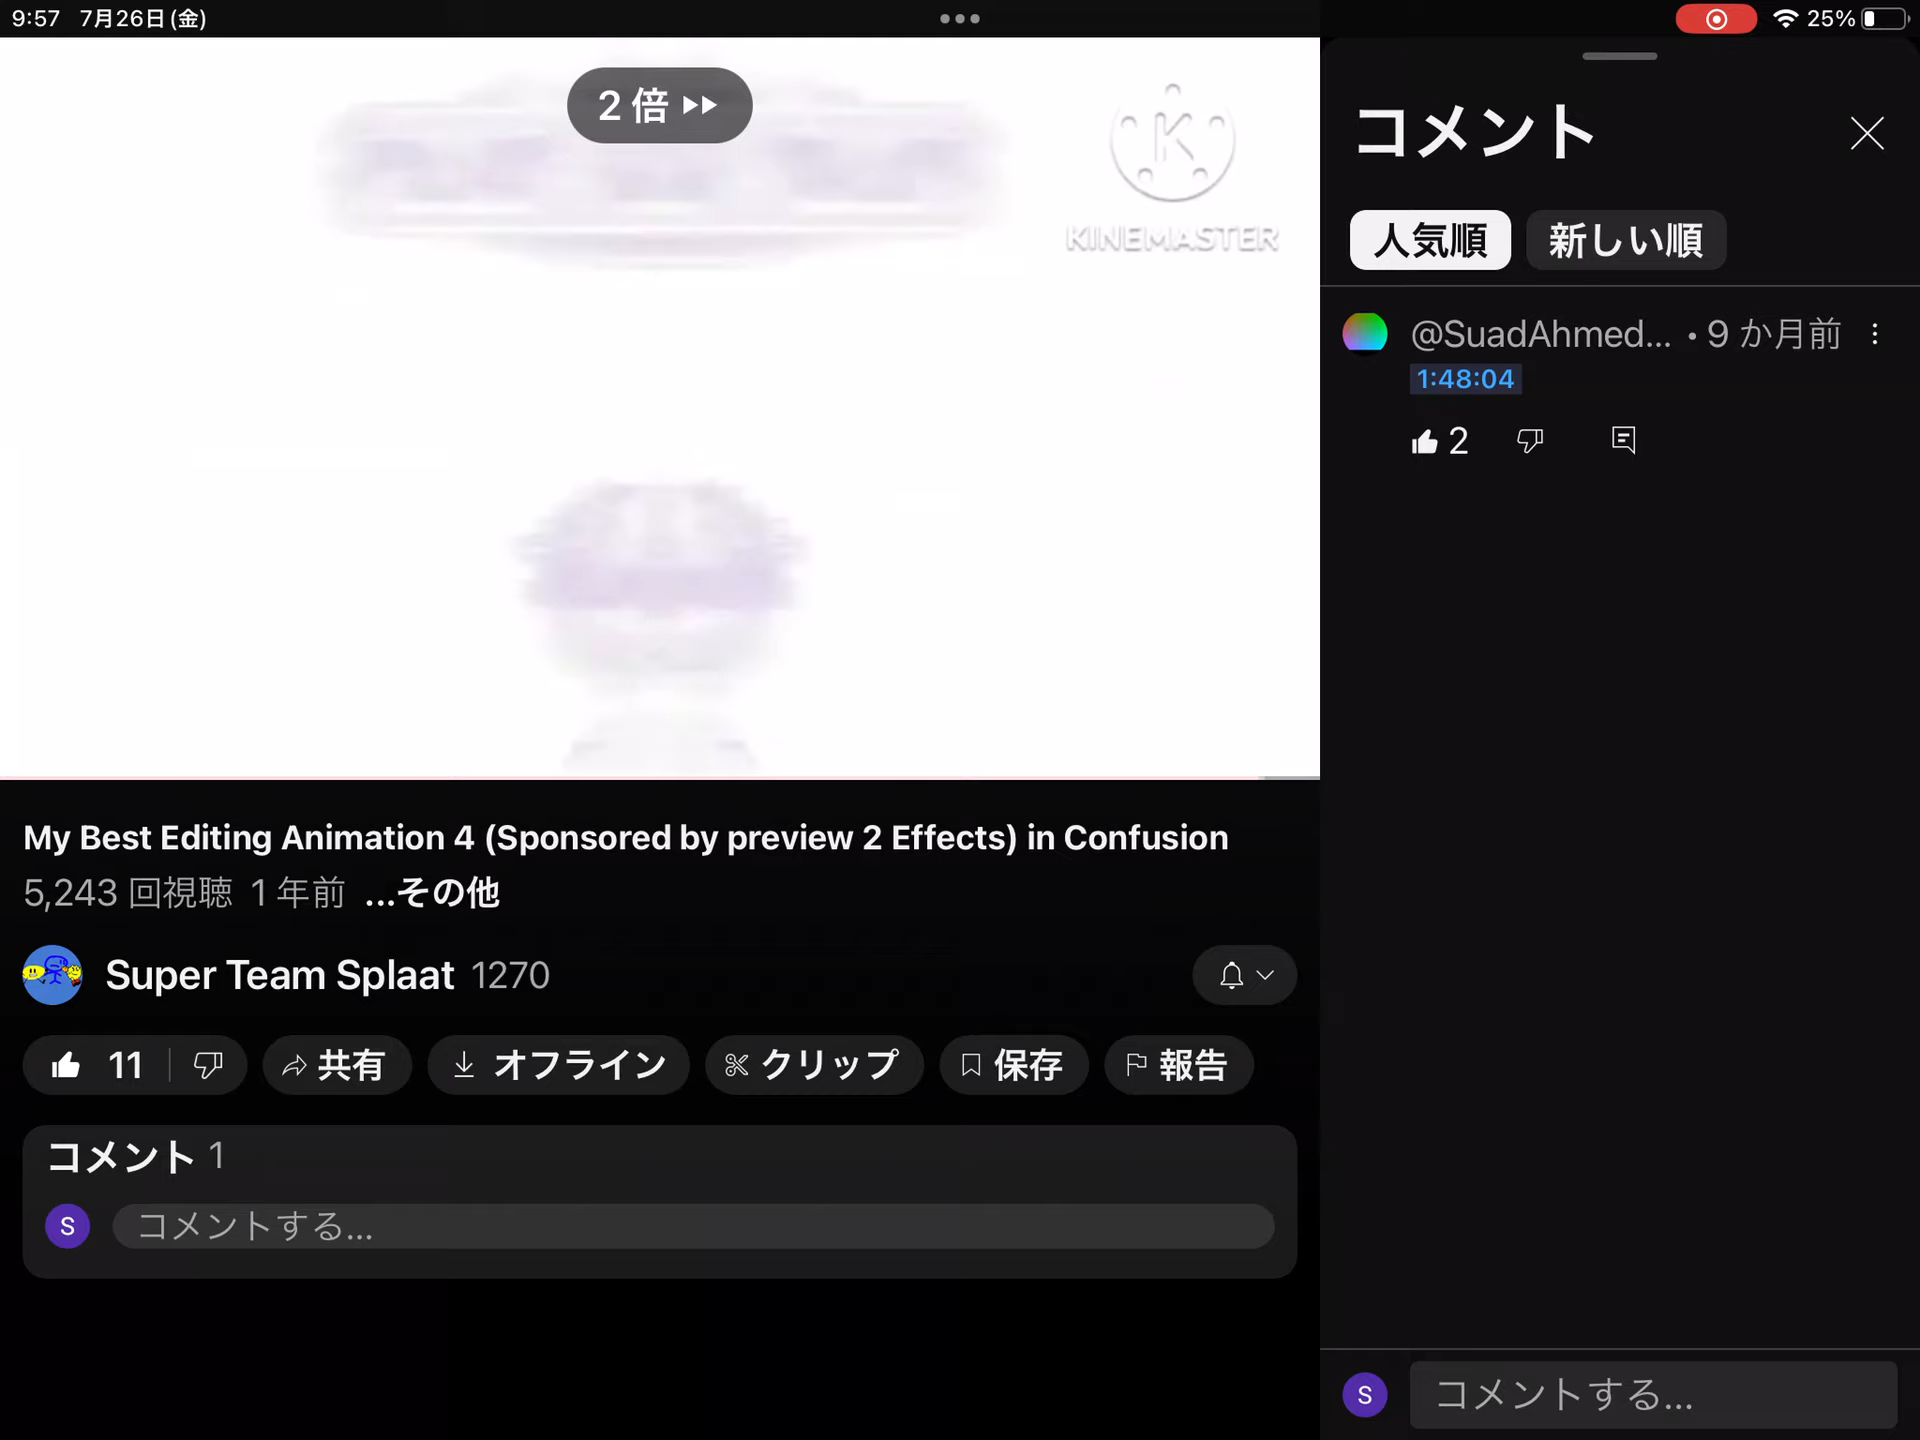 9:57 7月26日(金)
25%
2 倍
KINEMASTER
My Best Editing Animation 4 (Sponsored by preview 2 Effects) in Confusion
5,243 回視聴 1 年前 ...その他
Super Team Splaat 1270
11 共有 オフライン クリップ 保存 報告
コメント 1
S コメントする...
コメント
人気順 新しい順
@SuadAhmed... • 9 か月前
1:48:04
2
S コメントする...